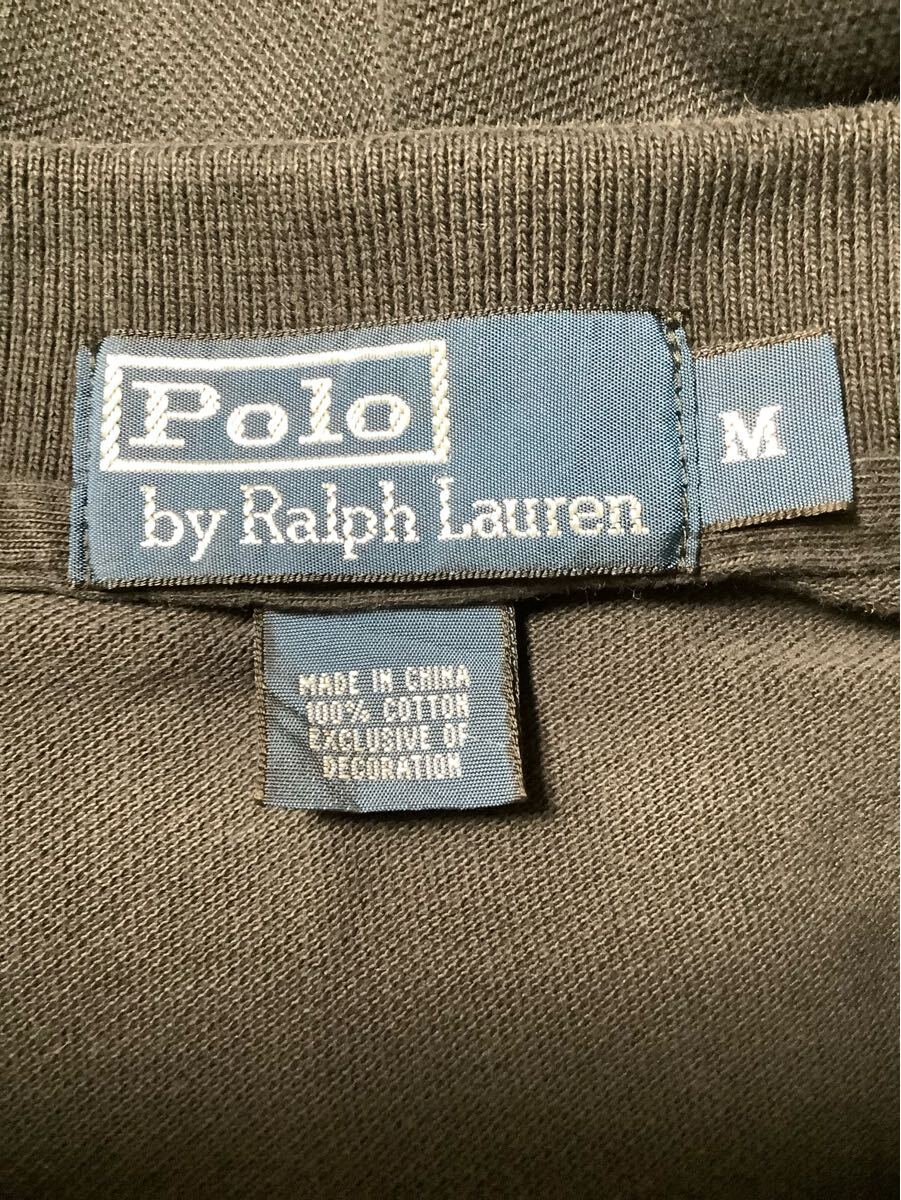 Polo
by Ralph Lauren
M
MADE IN CHINA
100% COTTON
EXCLUSIVE OF
DECORATION